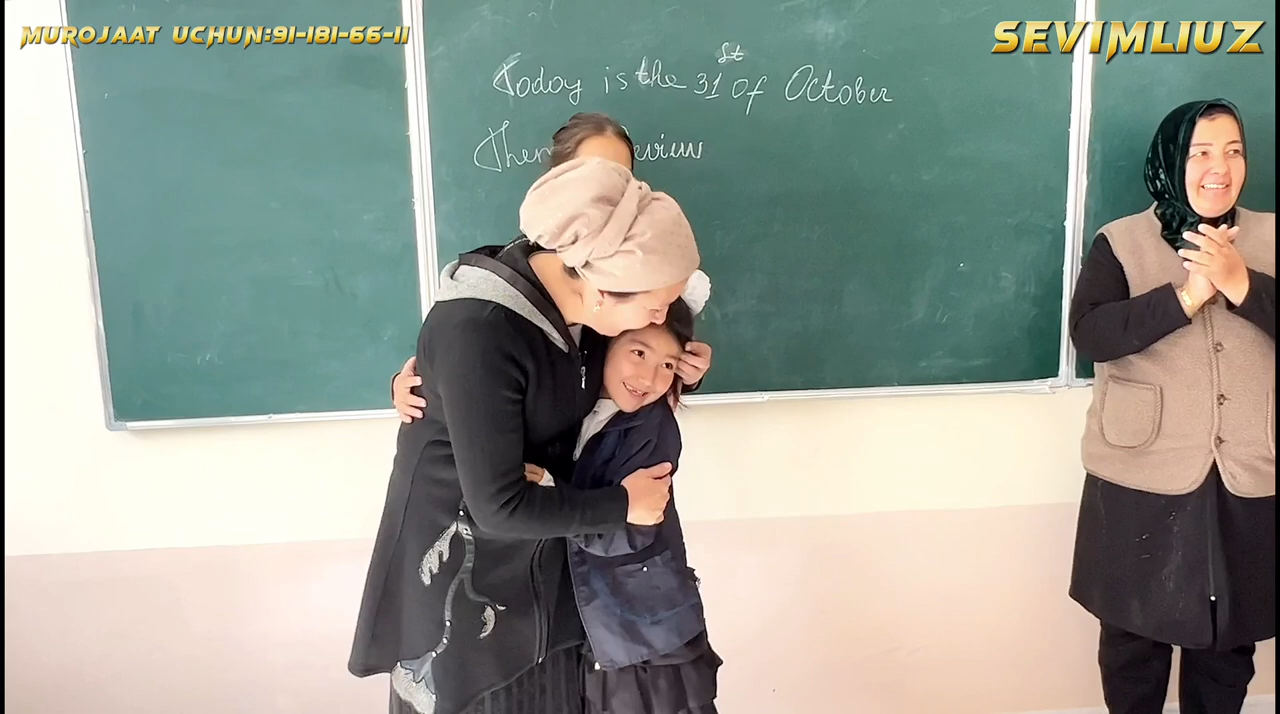 MUROJAAT UCHUN:91-181-66-11
SEVIMLIUZ
Today is the 31st of October